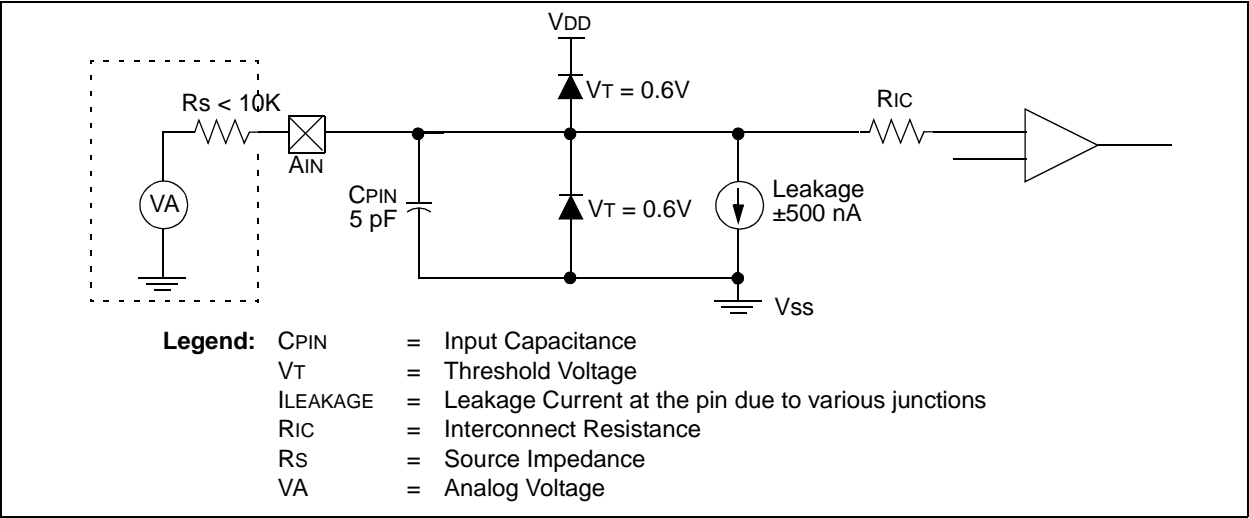 VDD
VT = 0.6V
RS < 10K
RIC
AIN
CPIN
5 pF
VA
VT = 0.6V
Leakage
±500 nA
VSS
Legend: CPIN = Input Capacitance
VT = Threshold Voltage
ILEAKAGE = Leakage Current at the pin due to various junctions
RIC = Interconnect Resistance
RS = Source Impedance
VA = Analog Voltage